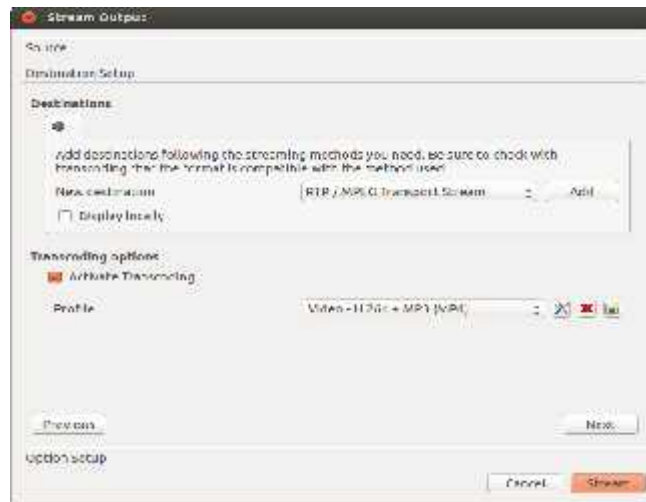 Stream Output
Source
Destination Setup
Destinations
Add destinations following the streaming methods you need. Be sure to check with
transcoding that the format is compatible with the method used.
New destination
RTP / MPEG Transport Stream
Add
Display locally
Transcoding options
Activate Transcoding
Profile
Video - H.264 + MP3 (MP4)
Previous
Next
Option Setup
Cancel
Stream